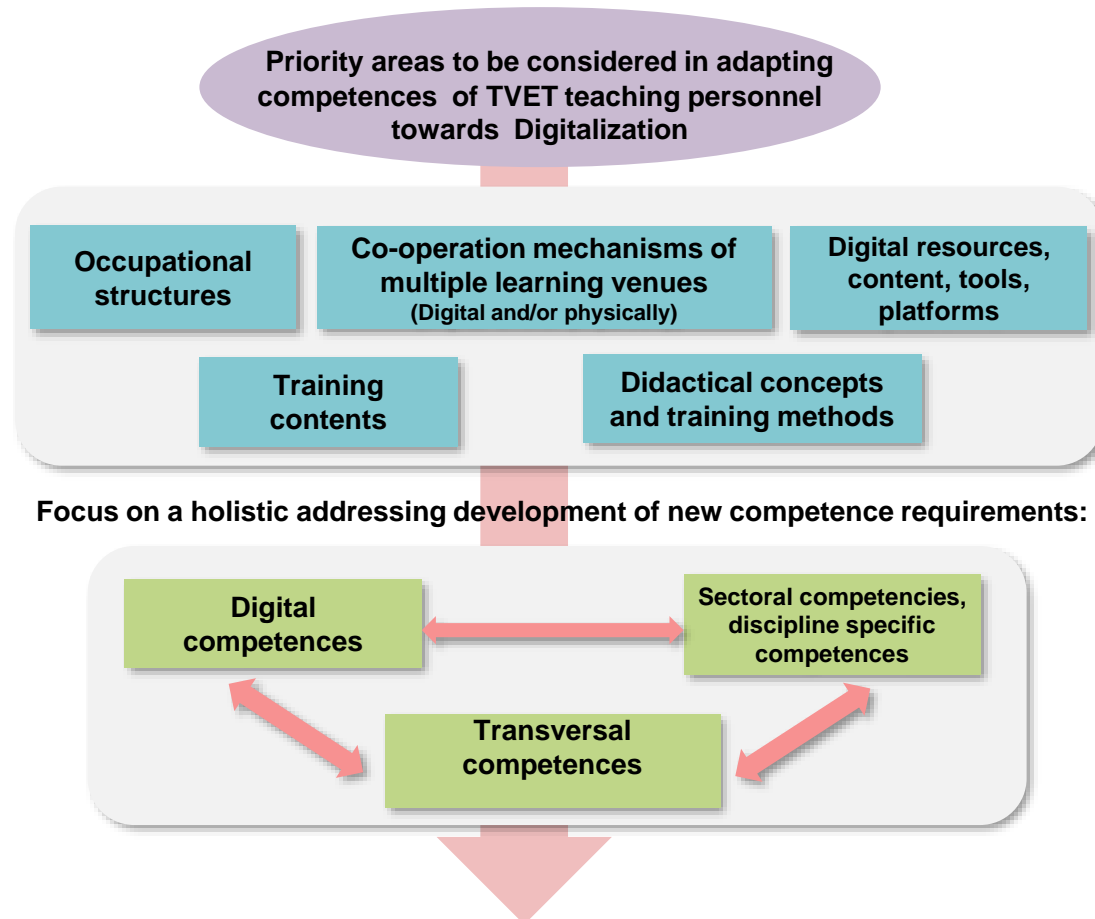 Priority areas to be considered in adapting
competences of TVET teaching personnel
towards Digitalization
Occupational
structures
Co-operation mechanisms of
multiple learning venues
(Digital and/or physically)
Digital resources,
content, tools,
platforms
Training
contents
Didactical concepts
and training methods
Focus on a holistic addressing development of new competence requirements:
Digital
competences
Sectoral competencies,
discipline specific
competences
Transversal
competences